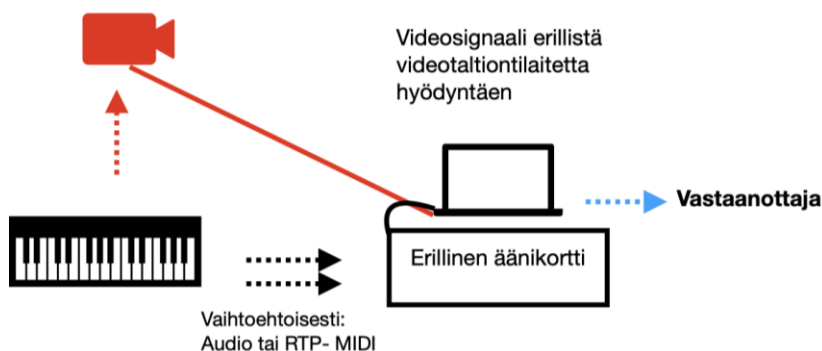 Videosignaali erillistä
videotaltiontilaitetta
hyödyntäen
Vastaanottaja
Erillinen äänikortti
Vaihtoehtoisesti:
Audio tai RTP- MIDI